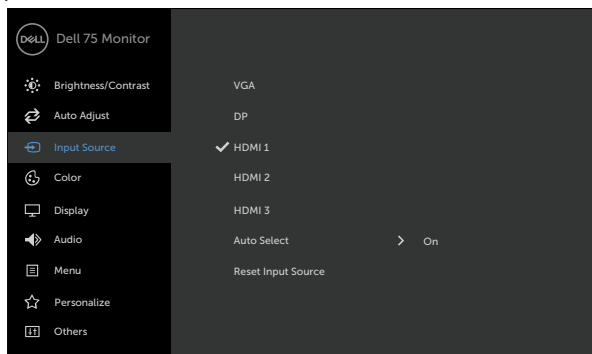 DELL Dell 75 Monitor
Brightness/Contrast
Auto Adjust
Input Source
Color
Display
Audio
Menu
Personalize
Others
VGA
DP
HDMI 1
HDMI 2
HDMI 3
Auto Select On
Reset Input Source